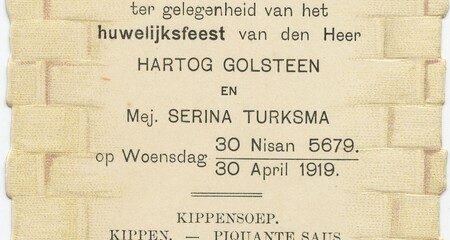 ter gelegenheid van het
huwelijksfeest van den Heer
HARTOG GOLSTEEN
EN
Mej. SERINA TURKSMA
op Woensdag 30 Nisan 5679.
30 April 1919.
KIPPENSOEP.
KIPPEN. — PIQUANTE SAUS.